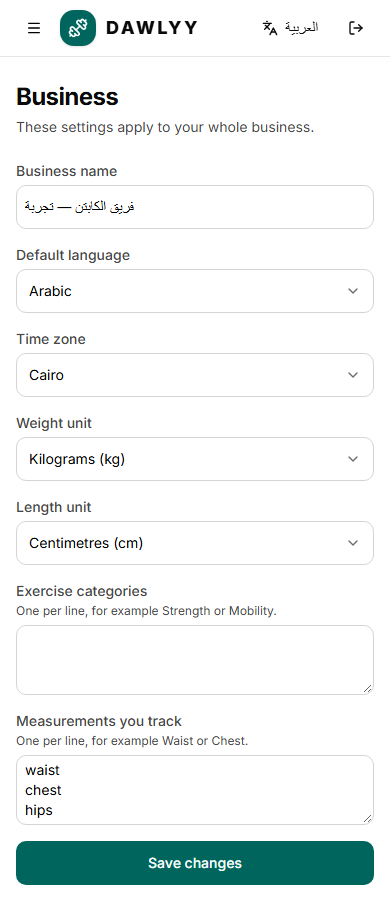 DAWLYY
العربية
Business
These settings apply to your whole business.
Business name
فريق الكابتن — تجربة
Default language
Arabic
Time zone
Cairo
Weight unit
Kilograms (kg)
Length unit
Centimetres (cm)
Exercise categories
One per line, for example Strength or Mobility.
Measurements you track
One per line, for example Waist or Chest.
waist
chest
hips
Save changes